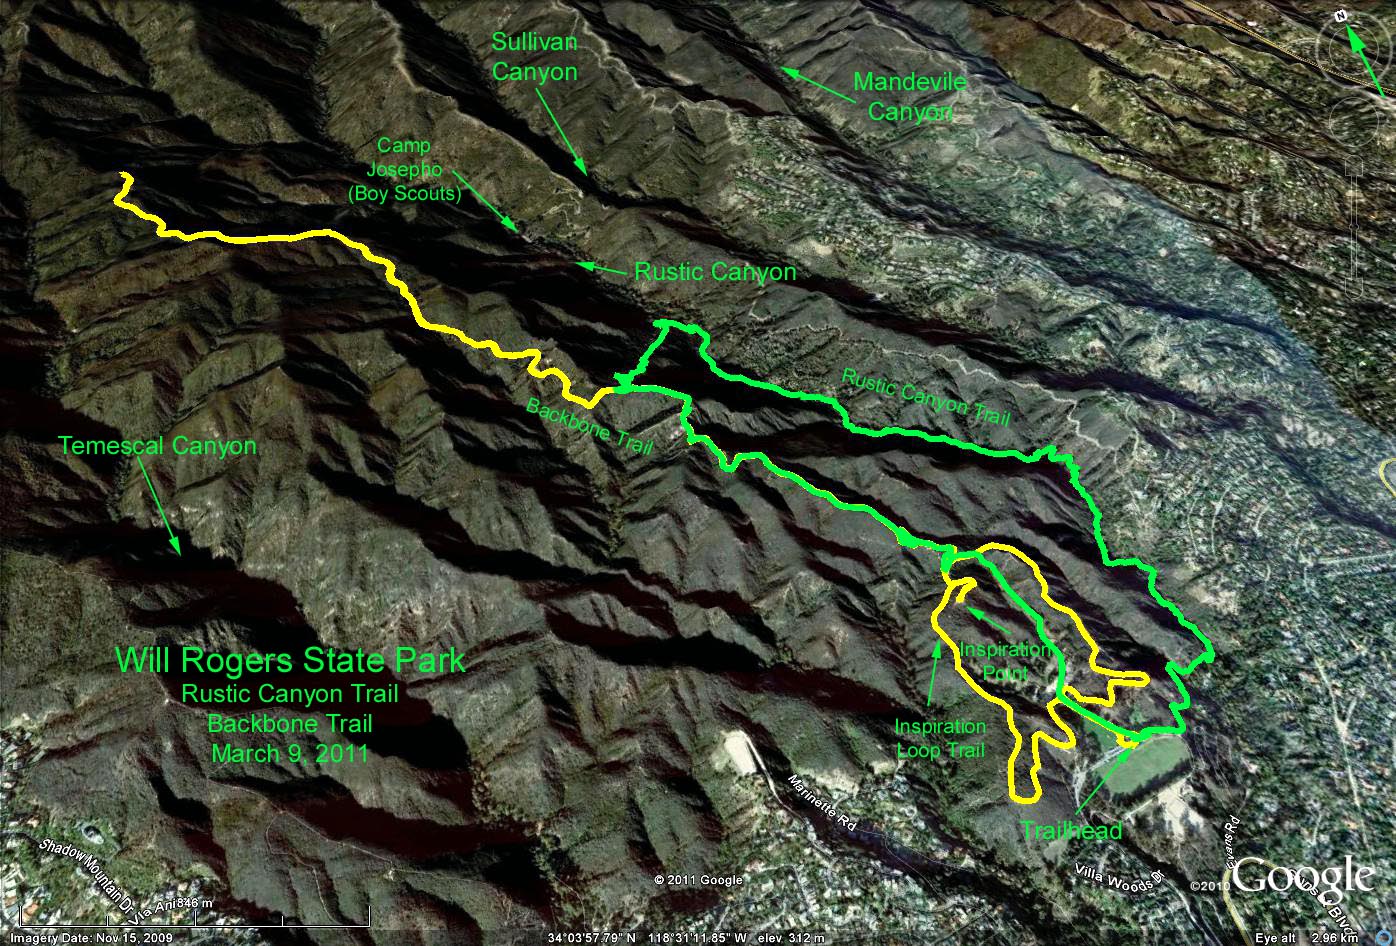 N
Sullivan
Canyon
Mandevile
Canyon
Camp
Josepho
(Boy Scouts)
Rustic Canyon
Rustic Canyon Trail
Backbone Trail
Temescal Canyon
Inspiration
Point
Will Rogers State Park
Rustic Canyon Trail
Backbone Trail
March 9, 2011
Inspiration
Loop Trail
Marinette Rd
Trailhead
Shadow Mountain Dr
Villa Woods Dr
Evans Rd
© 2011 Google
©2010 Google
846 m
Imagery Date: Nov 15, 2009
34°03'57.79" N 118°31'11.85" W elev 312 m
Eye alt 2.96 km